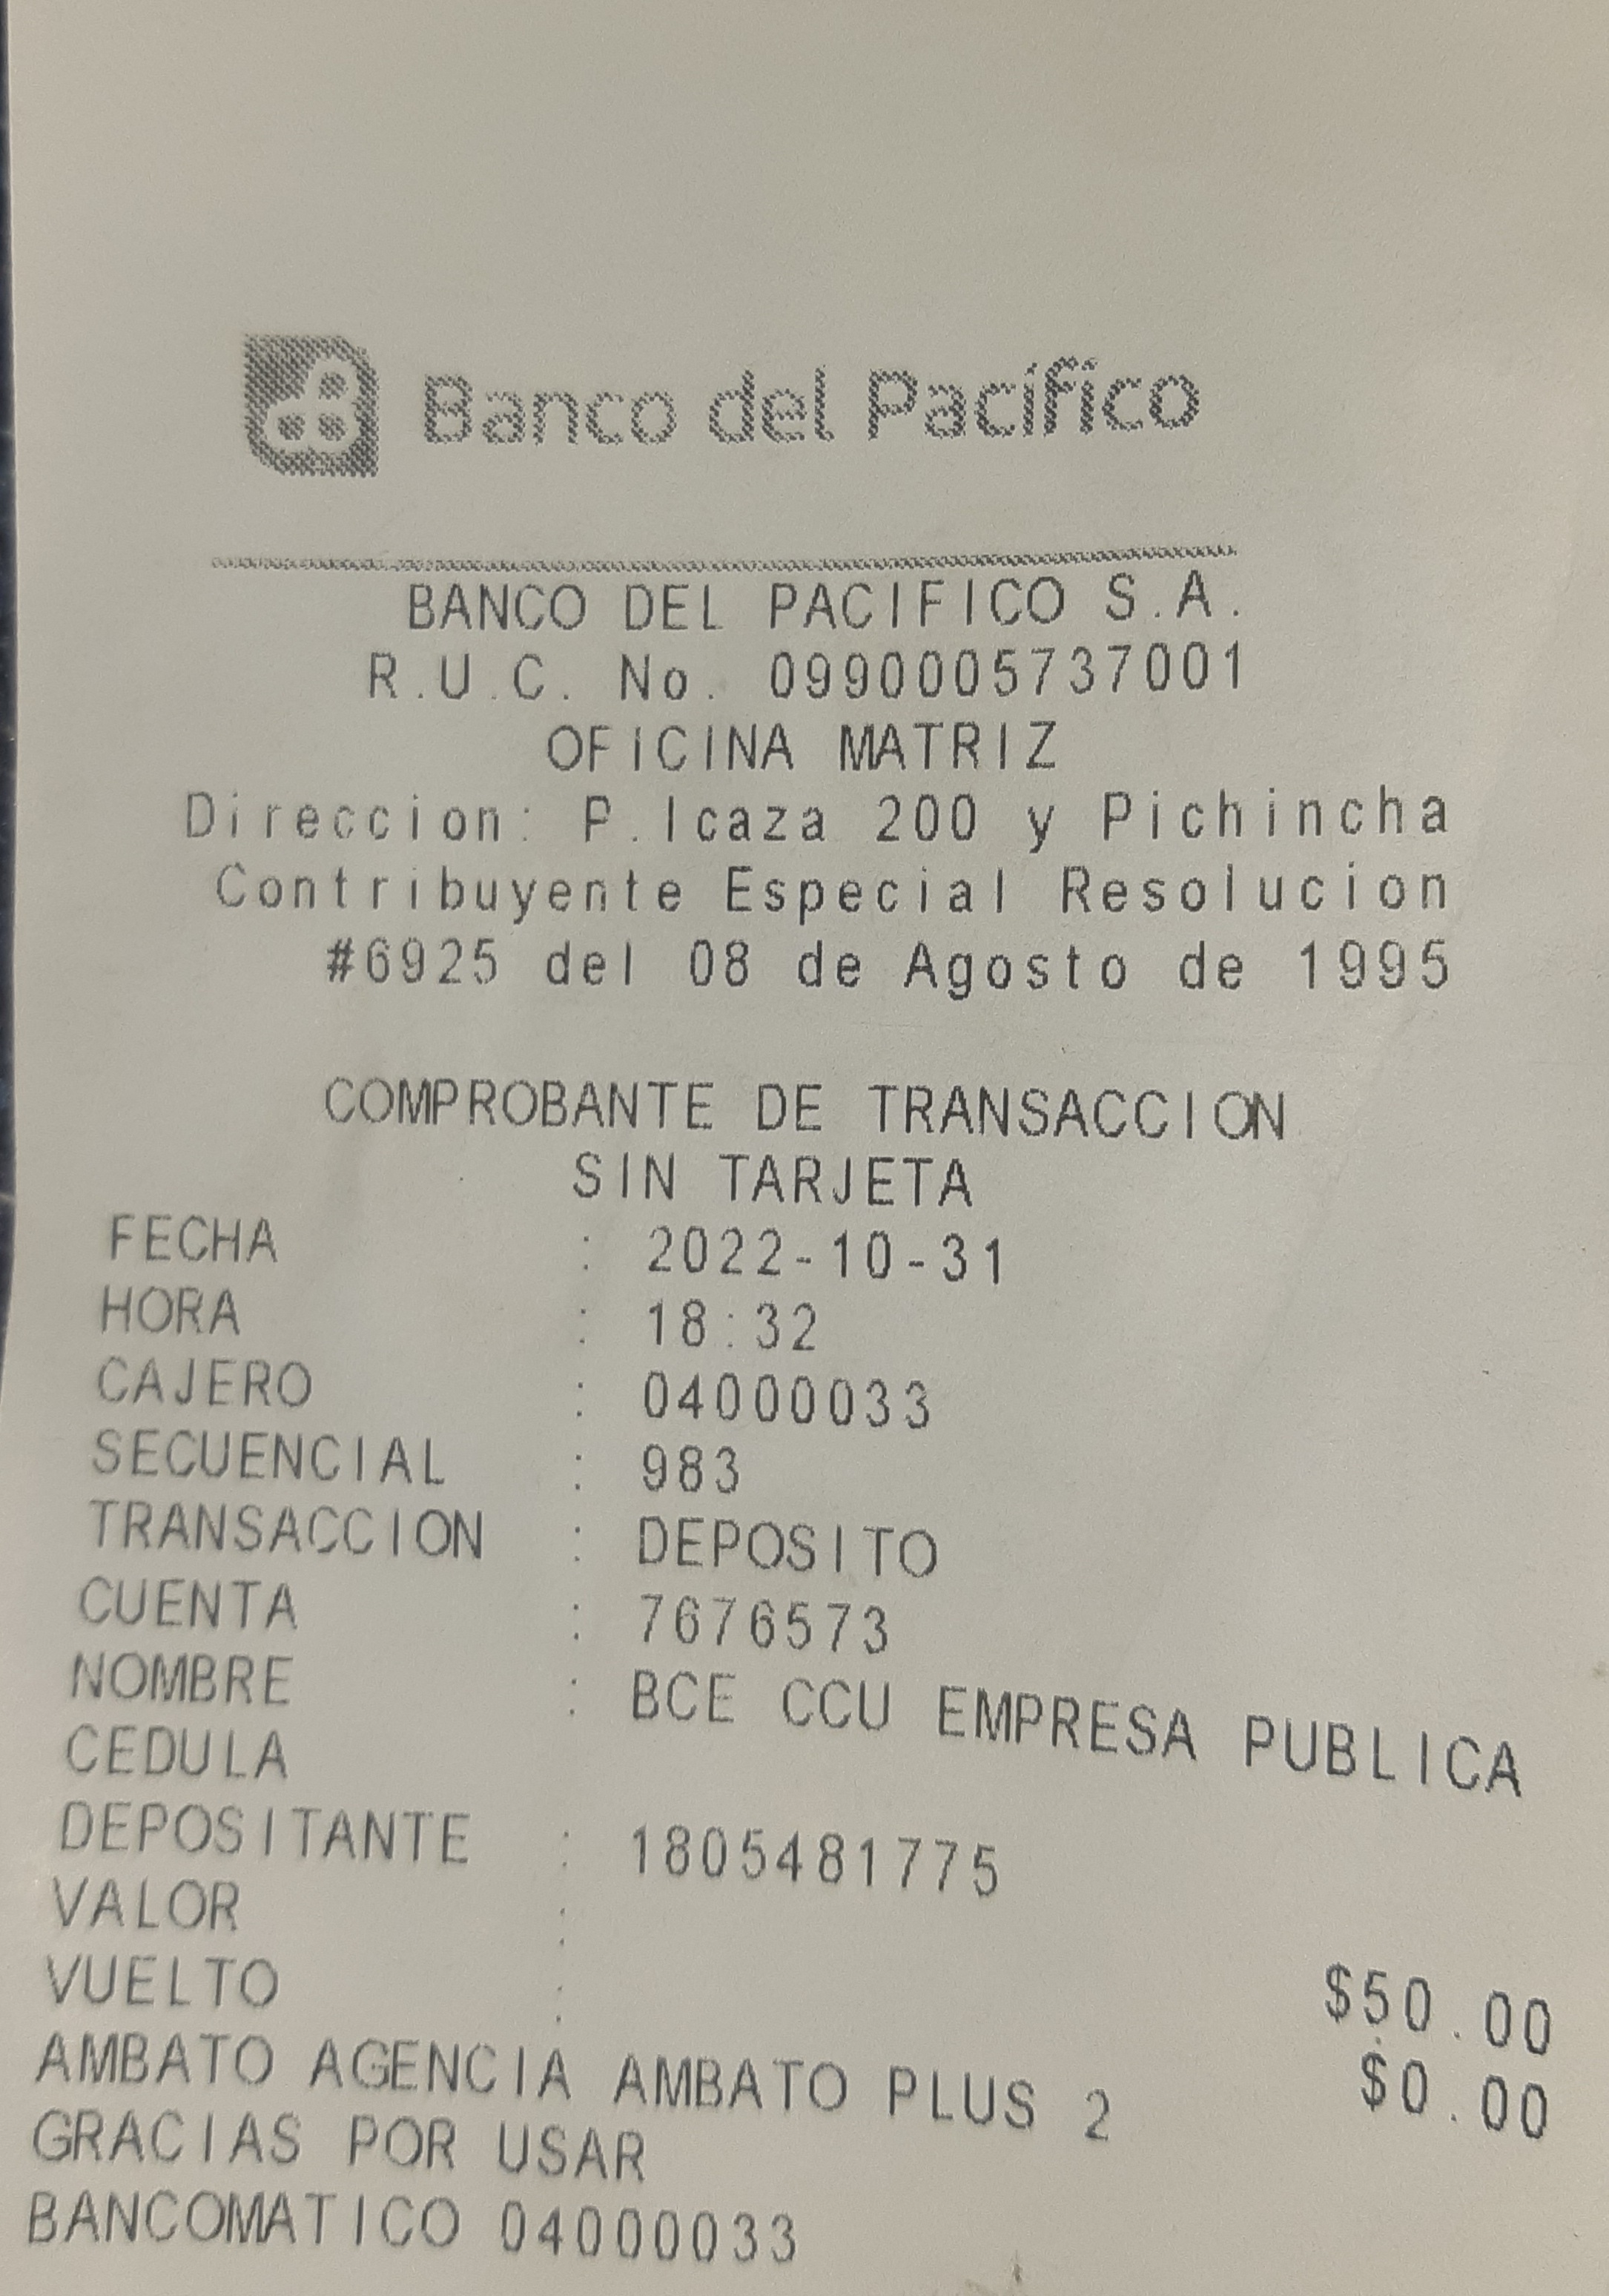 Banco del Pacífico
BANCO DEL PACIFICO S.A.
R.U.C. No. 0990005737001
OFICINA MATRIZ
Direccion: P.Icaza 200 y Pichincha
Contribuyente Especial Resolucion
#6925 del 08 de Agosto de 1995
COMPROBANTE DE TRANSACCION
SIN TARJETA
FECHA : 2022-10-31
HORA : 18:32
CAJERO : 04000033
SECUENCIAL : 983
TRANSACCION : DEPOSITO
CUENTA : 7676573
NOMBRE : BCE CCU EMPRESA PUBLICA
CEDULA
DEPOSITANTE : 1805481775
VALOR : $50.00
VUELTO : $0.00
AMBATO AGENCIA AMBATO PLUS 2
GRACIAS POR USAR
BANCOMATICO 04000033